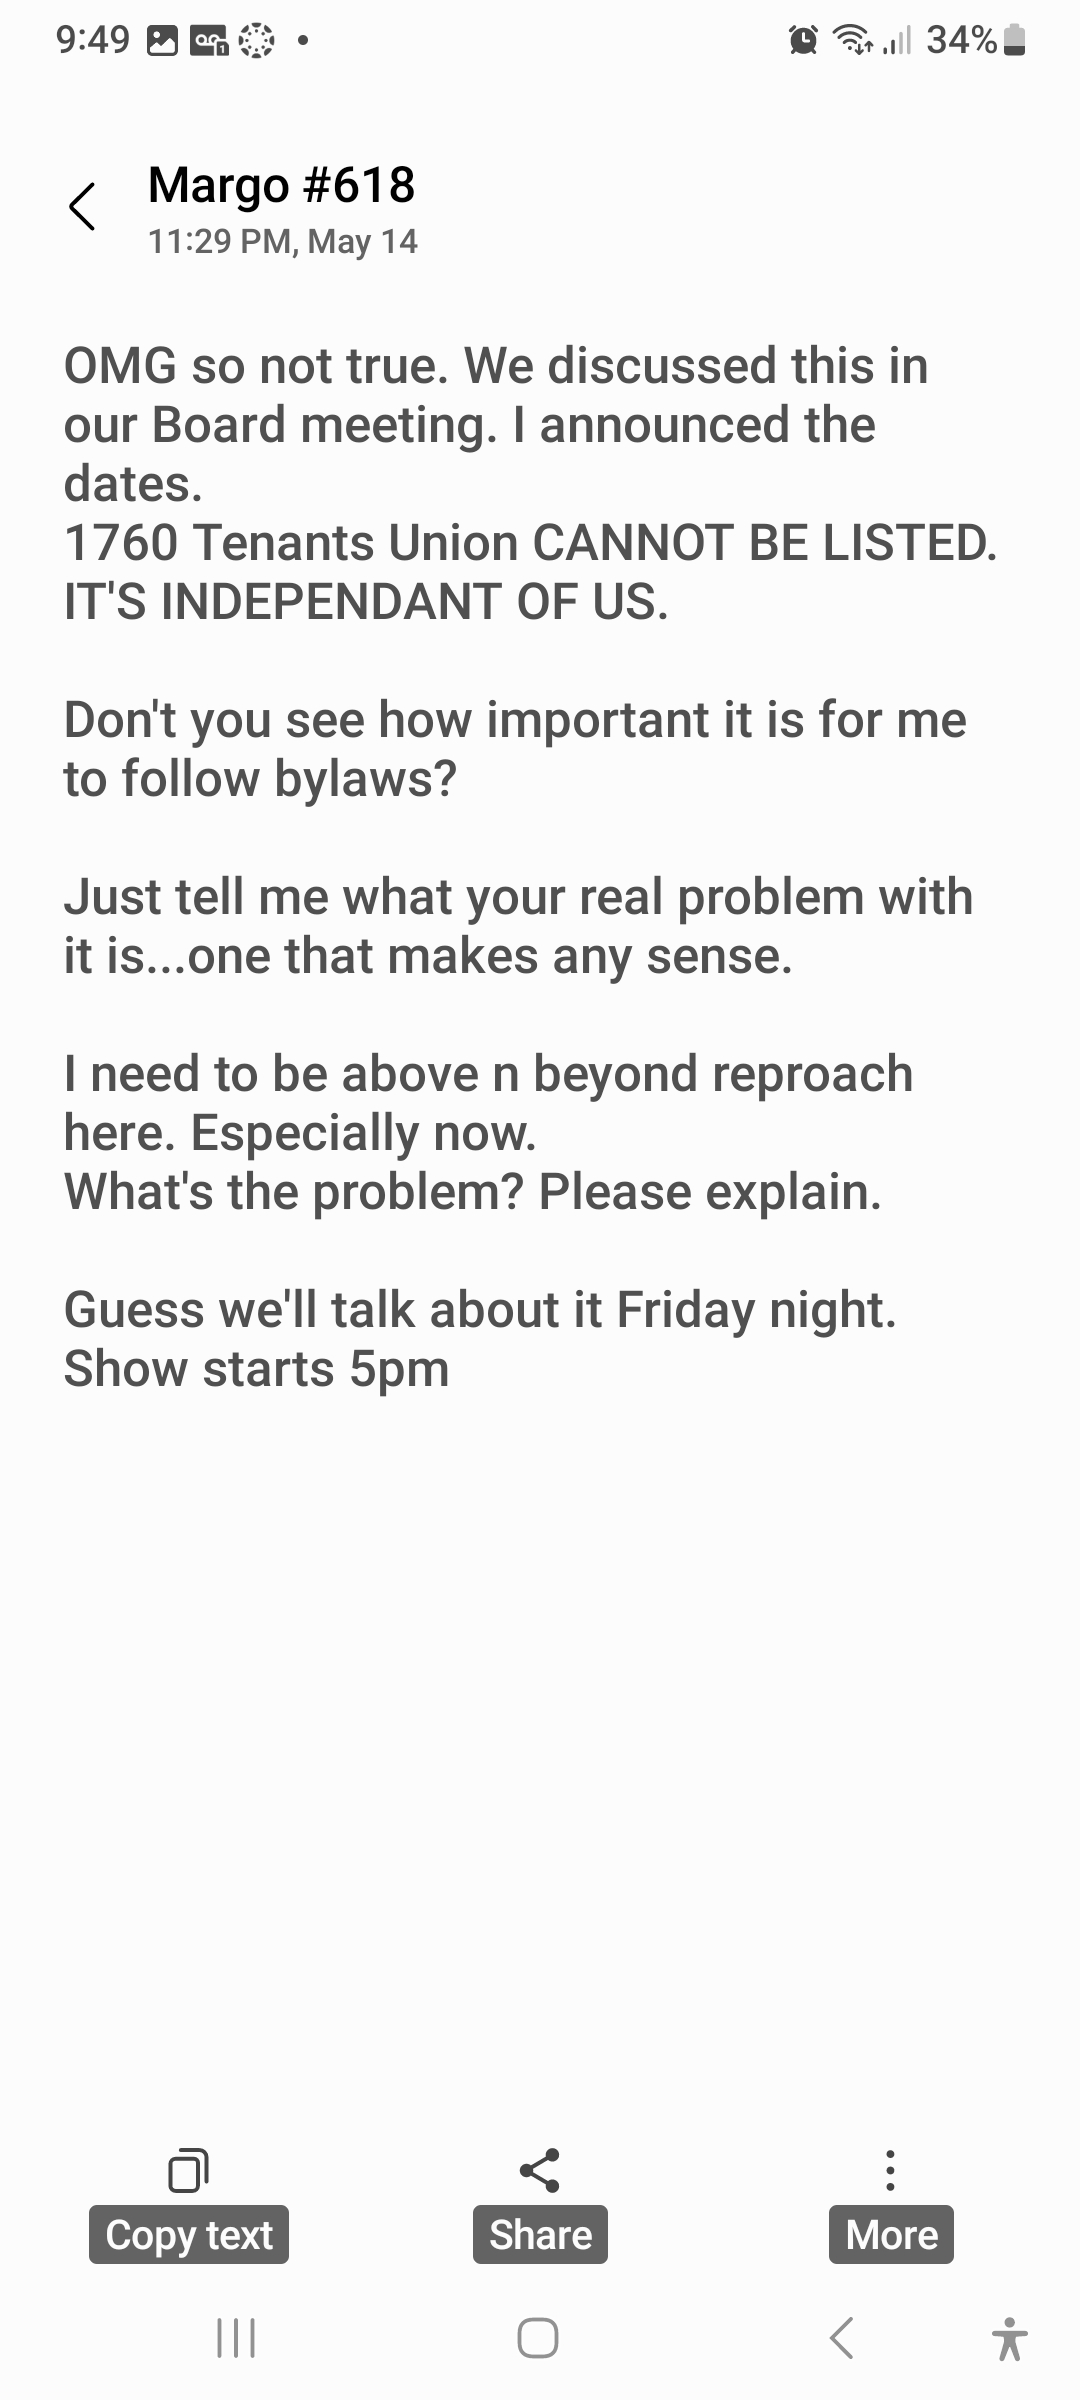 9:49
34%
Margo #618
11:29 PM, May 14
OMG so not true. We discussed this in
our Board meeting. I announced the
dates.
1760 Tenants Union CANNOT BE LISTED.
IT'S INDEPENDANT OF US.
Don't you see how important it is for me
to follow bylaws?
Just tell me what your real problem with
it is...one that makes any sense.
I need to be above n beyond reproach
here. Especially now.
What's the problem? Please explain.
Guess we'll talk about it Friday night.
Show starts 5pm
Copy text
Share
More